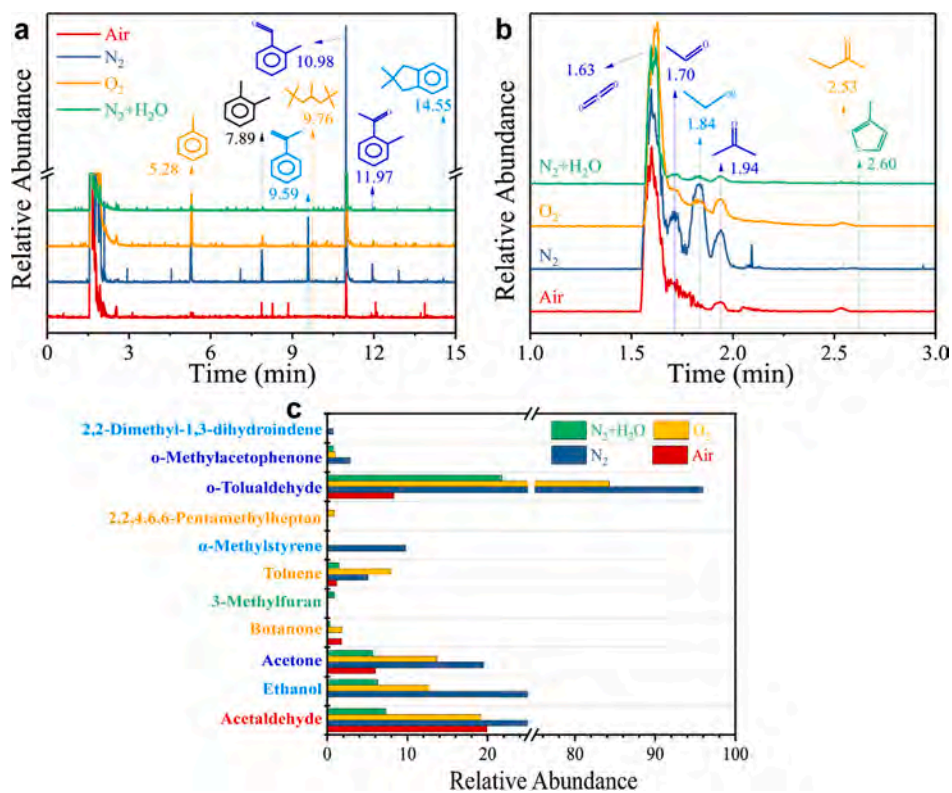 a
Air
N₂
O₂
N₂+H₂O
10.98
7.89
9.76
14.55
5.28
9.59
11.97
Relative Abundance
0 3 6 9 12 15
Time (min)
b
1.63
1.70
1.84
1.94
2.53
2.60
N₂+H₂O
O₂
N₂
Air
Relative Abundance
1.0 1.5 2.0 2.5 3.0
Time (min)
c
N₂+H₂O O₂
N₂ Air
2,2-Dimethyl-1,3-dihydroindene
o-Methylacetophenone
o-Tolualdehyde
2,2,4,6,6-Pentamethylheptan
α-Methylstyrene
Toluene
3-Methylfuran
Botanone
Acetone
Ethanol
Acetaldehyde
0 10 20 80 90 100
Relative Abundance